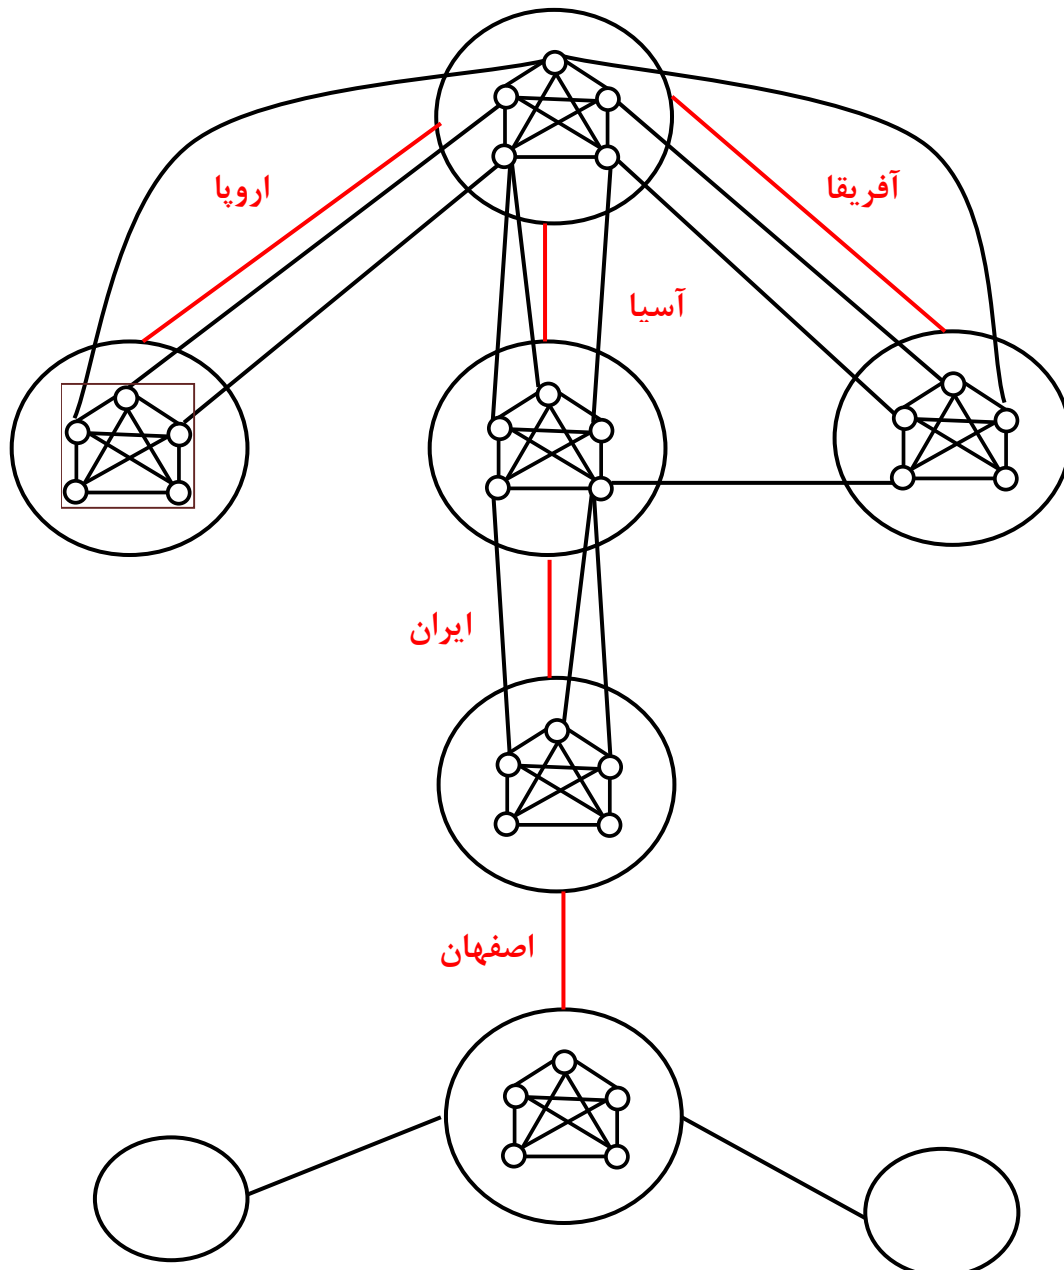 آفریقا
اروپا
آسیا
ایران
اصفهان